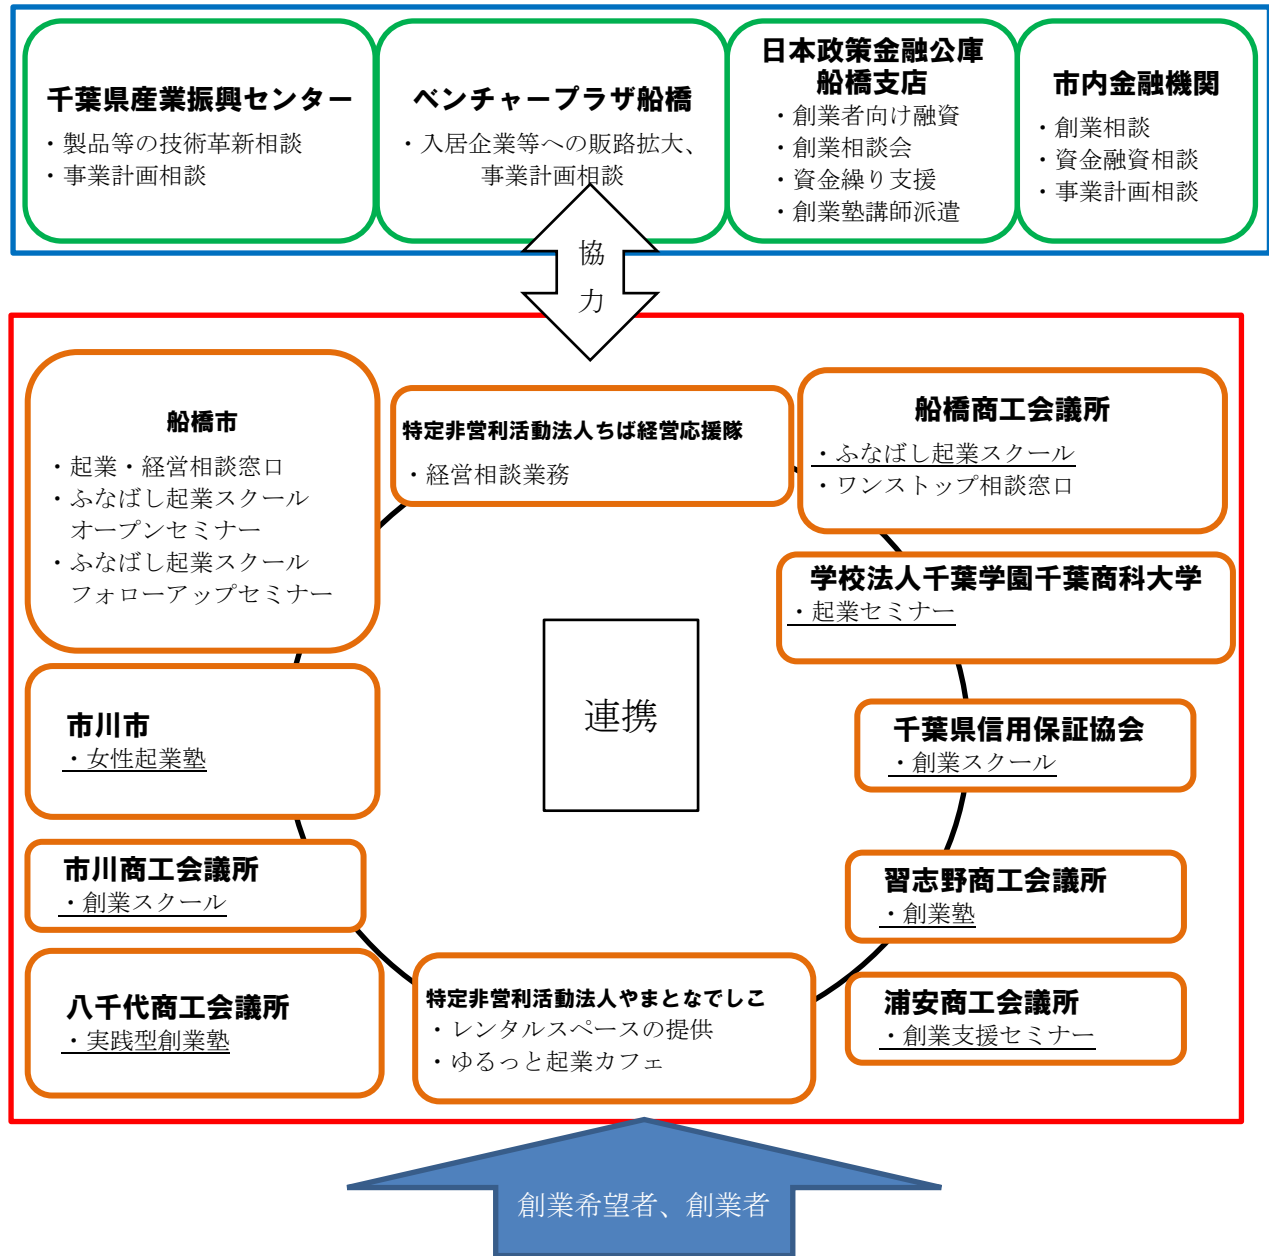 千葉県産業振興センター
・製品等の技術革新相談
・事業計画相談
ベンチャープラザ船橋
・入居企業等への販路拡大、
事業計画相談
日本政策金融公庫
船橋支店
・創業者向け融資
・創業相談会
・資金繰り支援
・創業塾講師派遣
市内金融機関
・創業相談
・資金融資相談
・事業計画相談
協
力
船橋市
・起業・経営相談窓口
・ふなばし起業スクール
オープンセミナー
・ふなばし起業スクール
フォローアップセミナー
特定非営利活動法人ちば経営応援隊
・経営相談業務
船橋商工会議所
・ふなばし起業スクール
・ワンストップ相談窓口
学校法人千葉学園千葉商科大学
・起業セミナー
連携
市川市
・女性起業塾
千葉県信用保証協会
・創業スクール
市川商工会議所
・創業スクール
習志野商工会議所
・創業塾
八千代商工会議所
・実践型創業塾
特定非営利活動法人やまとなでしこ
・レンタルスペースの提供
・ゆるっと起業カフェ
浦安商工会議所
・創業支援セミナー
創業希望者、創業者